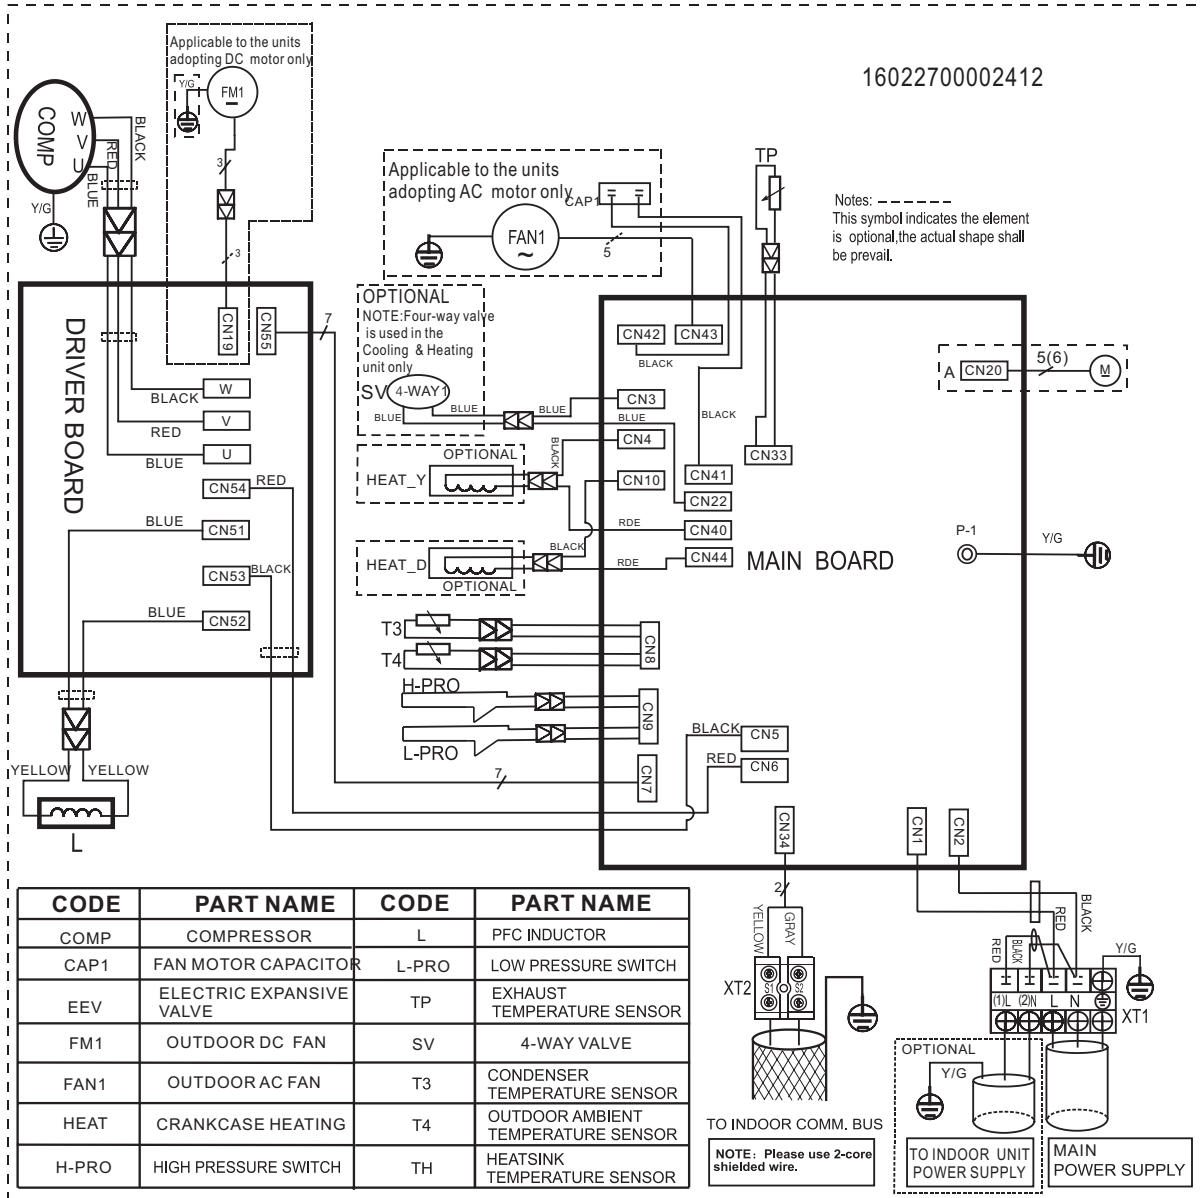 Applicable to the units
adopting DC motor only
16022700002412
Y/G
FM1
COMP
W
V
U
BLACK
RED
BLUE
Y/G
3
3
Applicable to the units
adopting AC motor only
CAP1
FAN1
~
5
TP
Notes:
This symbol indicates the element
is optional,the actual shape shall
be prevail.
DRIVER BOARD
CN19
CN55
7
OPTIONAL
NOTE:Four-way valve
is used in the
Cooling & Heating
unit only
SV
4-WAY1
BLUE
BLUE
BLUE
BLUE
CN42
CN43
BLACK
CN3
CN4
CN10
BLACK
CN41
CN22
CN40
CN44
CN33
A
CN20
5(6)
M
BLACK
W
RED
V
BLUE
U
CN54
RED
BLUE
CN51
CN53
BLACK
BLUE
CN52
OPTIONAL
HEAT_Y
BLACK
RDE
HEAT_D
OPTIONAL
BLACK
RDE
MAIN BOARD
P-1
Y/G
T3
T4
CN8
H-PRO
L-PRO
CN9
7
CN7
BLACK
CN5
RED
CN6
YELLOW
YELLOW
L
CN34
CN1
CN2
2
YELLOW
GRAY
XT2
S1
S2
RED
BLACK
RED
BLACK
Y/G
(1)L
(2)N
L
N
XT1
OPTIONAL
Y/G
TO INDOOR COMM. BUS
NOTE: Please use 2-core
shielded wire.
TO INDOOR UNIT
POWER SUPPLY
MAIN
POWER SUPPLY
CODE PART NAME CODE PART NAME
COMP COMPRESSOR L PFC INDUCTOR
CAP1 FAN MOTOR CAPACITOR L-PRO LOW PRESSURE SWITCH
EEV ELECTRIC EXPANSIVE VALVE TP EXHAUST TEMPERATURE SENSOR
FM1 OUTDOOR DC FAN SV 4-WAY VALVE
FAN1 OUTDOOR AC FAN T3 CONDENSER TEMPERATURE SENSOR
HEAT CRANKCASE HEATING T4 OUTDOOR AMBIENT TEMPERATURE SENSOR
H-PRO HIGH PRESSURE SWITCH TH HEATSINK TEMPERATURE SENSOR